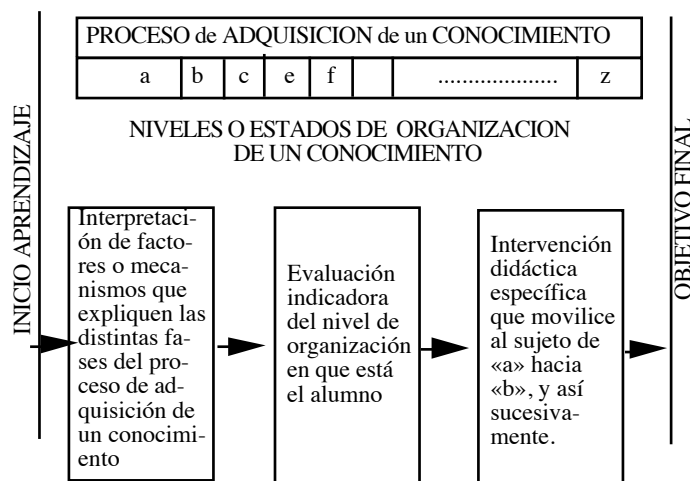 PROCESO de ADQUISICION de un CONOCIMIENTO
a b c e f .................... z
NIVELES O ESTADOS DE ORGANIZACION
DE UN CONOCIMIENTO
INICIO APRENDIZAJE
Interpretaci-
ón de facto-
res o meca-
nismos que
expliquen las
distintas fa-
ses del pro-
ceso de ad-
quisición de
un conocimi-
ento
Evaluación
indicadora
del nivel de
organización
en que está
el alumno
Intervención
didáctica
específica
que movilice
al sujeto de
«a» hacia
«b», y así
sucesiva-
mente.
OBJETIVO FINAL